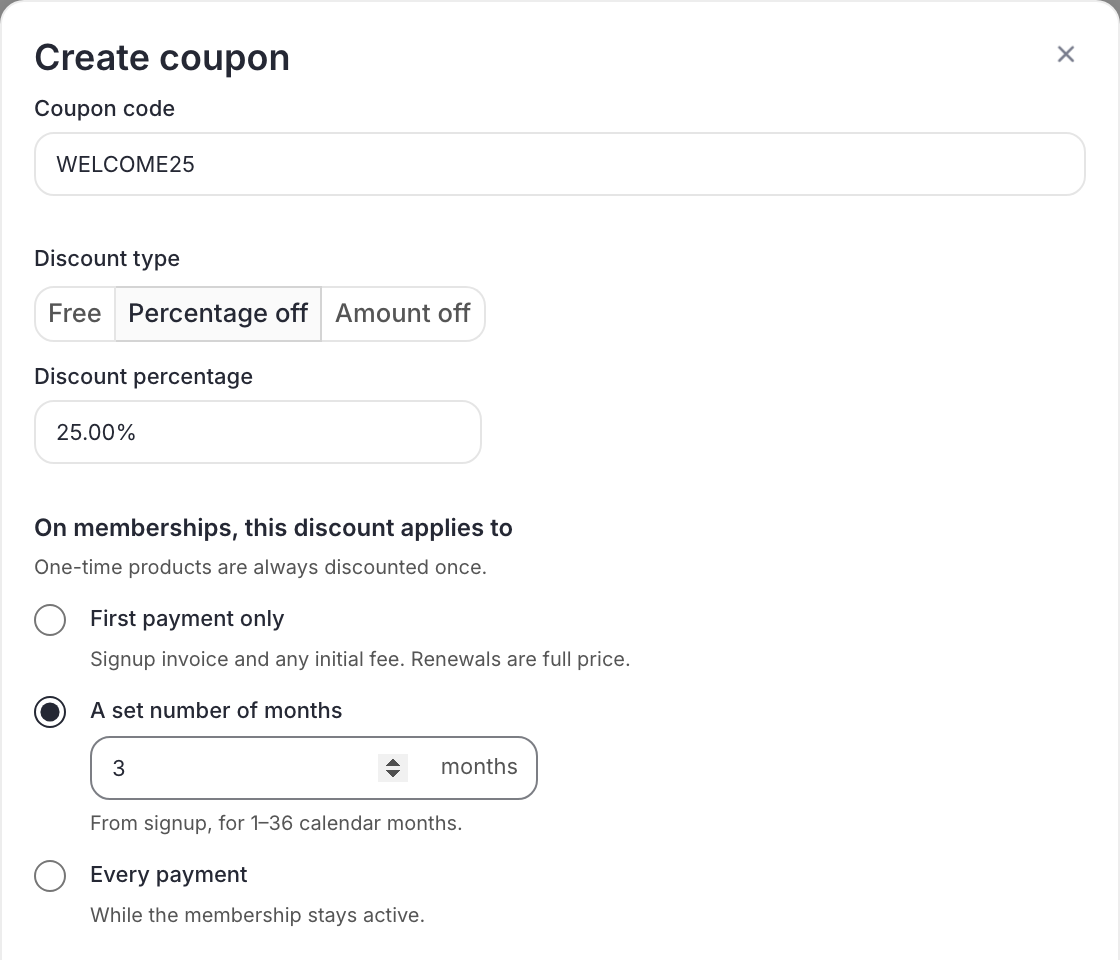 Create coupon
Coupon code
WELCOME25
Discount type
Free Percentage off Amount off
Discount percentage
25.00%
On memberships, this discount applies to
One-time products are always discounted once.
First payment only
Signup invoice and any initial fee. Renewals are full price.
A set number of months
3 months
From signup, for 1–36 calendar months.
Every payment
While the membership stays active.